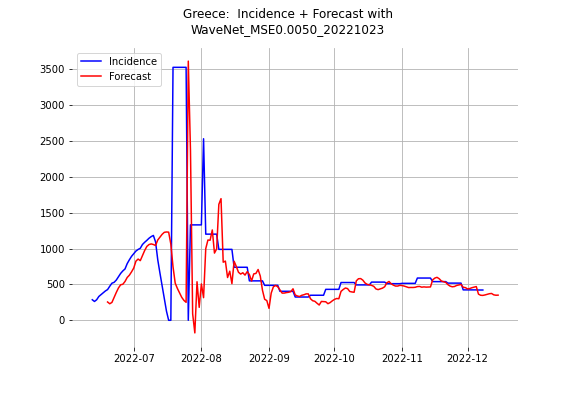 Greece:  Incidence + Forecast with
WaveNet_MSE0.0050_20221023
Incidence
Forecast
3500
3000
2500
2000
1500
1000
500
0
2022-07 2022-08 2022-09 2022-10 2022-11 2022-12